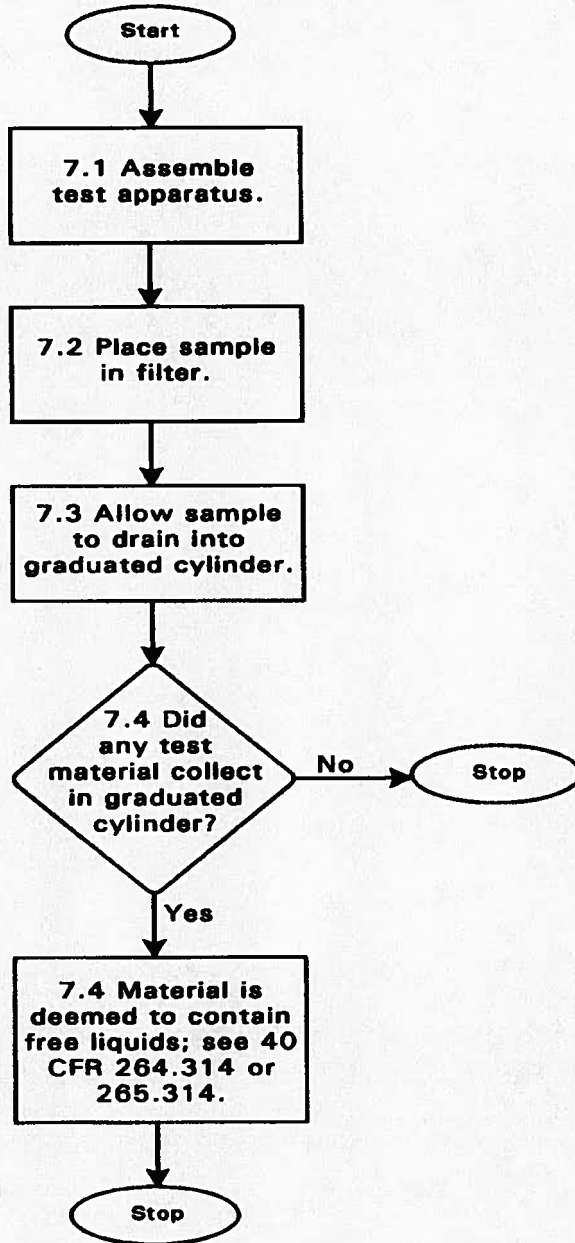 Start
7.1 Assemble
test apparatus.
7.2 Place sample
in filter.
7.3 Allow sample
to drain into
graduated cylinder.
7.4 Did
any test
material collect
in graduated
cylinder?
No
Stop
Yes
7.4 Material is
deemed to contain
free liquids; see 40
CFR 264.314 or
265.314.
Stop